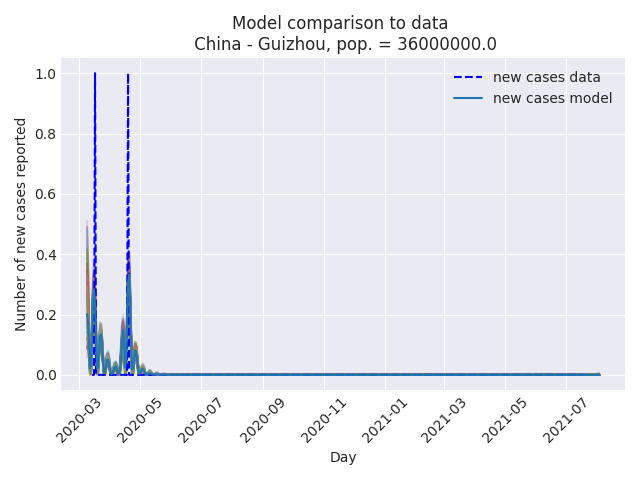 Model comparison to data
China - Guizhou, pop. = 36000000.0
new cases data
new cases model
Number of new cases reported
1.0
0.8
0.6
0.4
0.2
0.0
2020-03
2020-05
2020-07
2020-09
2020-11
2021-01
2021-03
2021-05
2021-07
Day